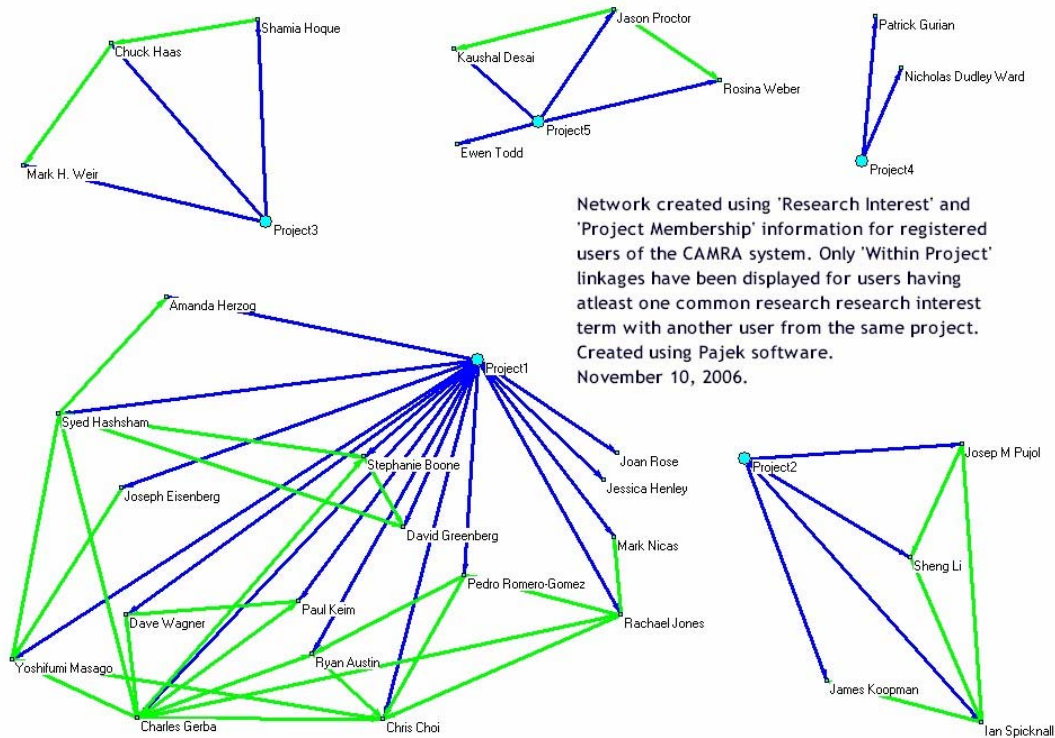 Shamia Hoque
Chuck Haas
Mark H. Weir
Project3
Jason Proctor
Kaushal Desai
Rosina Weber
Project5
Ewen Todd
Patrick Gurian
Nicholas Dudley Ward
Project4
Network created using 'Research Interest' and
'Project Membership' information for registered
users of the CAMRA system. Only 'Within Project'
linkages have been displayed for users having
atleast one common research research interest
term with another user from the same project.
Created using Pajek software.
November 10, 2006.
Amanda Herzog
Project1
Syed Hashsham
Stephanie Boone
Joan Rose
Joseph Eisenberg
Jessica Henley
David Greenberg
Mark Nicas
Pedro Romero-Gomez
Paul Keim
Dave Wagner
Rachael Jones
Ryan Austin
Yoshifumi Masago
Charles Gerba
Chris Choi
Josep M Pujol
Project2
Sheng Li
James Koopman
Ian Spicknall